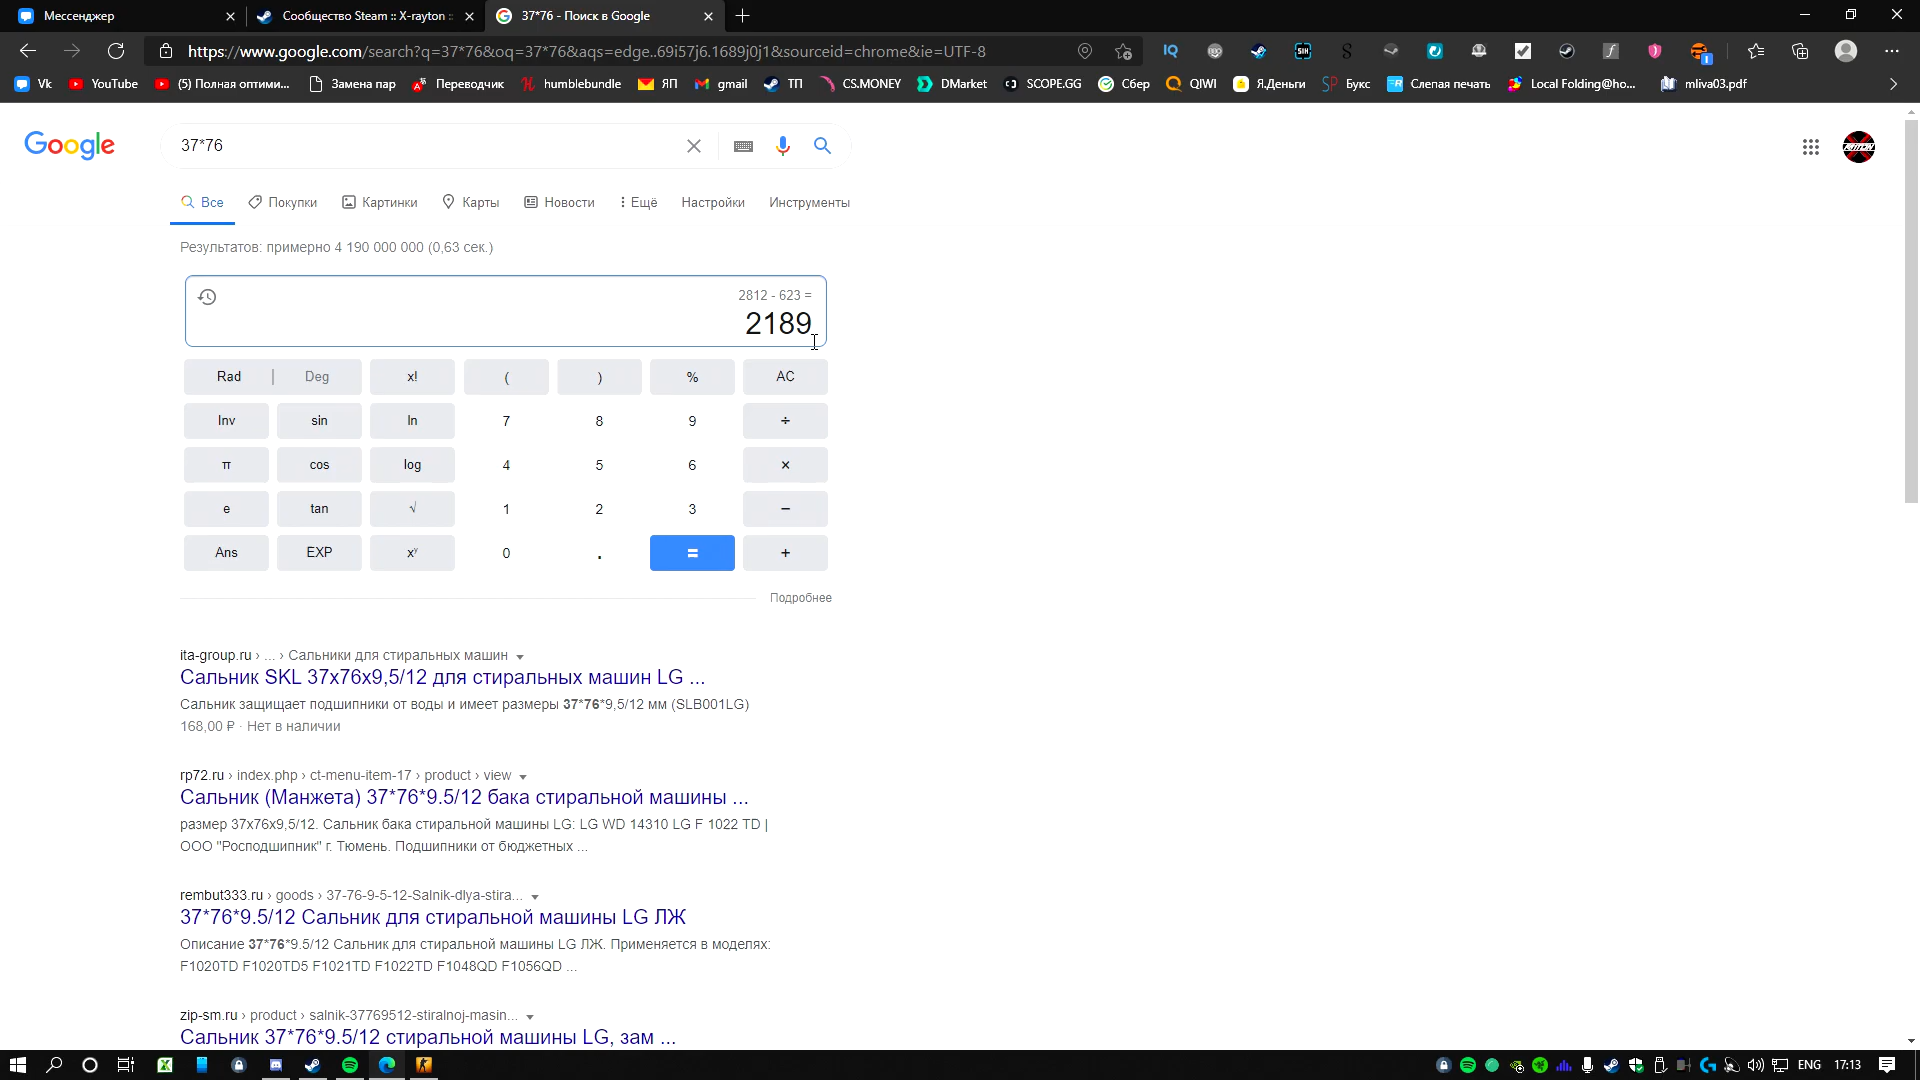 Мессенджер
Сообщество Steam :: X-rayton ::
37*76 - Поиск в Google
https://www.google.com/search?q=37*76&oq=37*76&aqs=edge..69i57j6.1689j0j1&sourceid=chrome&ie=UTF-8
Vk YouTube (5) Полная оптими... Замена пар Переводчик humblebundle ЯП gmail ТП CS.MONEY DMarket SCOPE.GG Сбер QIWI Я.Деньги Букс Слепая печать Local Folding@ho... mliva03.pdf
Google
37*76
Все Покупки Картинки Карты Новости Ещё Настройки Инструменты
Результатов: примерно 4 190 000 000 (0,63 сек.)
2812 - 623 =
2189
Rad | Deg x! ( ) % AC
Inv sin ln 7 8 9 ÷
π cos log 4 5 6 ×
e tan √ 1 2 3 −
Ans EXP xʸ 0 . = +
Подробнее
ita-group.ru › ... › Сальники для стиральных машин
Сальник SKL 37x76x9,5/12 для стиральных машин LG ...
Сальник защищает подшипники от воды и имеет размеры 37*76*9,5/12 мм (SLB001LG)
168,00 ₽ · Нет в наличии
rp72.ru › index.php › ct-menu-item-17 › product › view
Сальник (Манжета) 37*76*9.5/12 бака стиральной машины ...
размер 37х76х9,5/12. Сальник бака стиральной машины LG: LG WD 14310 LG F 1022 TD |
ООО "Росподшипник" г. Тюмень. Подшипники от бюджетных ...
rembut333.ru › goods › 37-76-9-5-12-Salnik-dlya-stira...
37*76*9.5/12 Сальник для стиральной машины LG ЛЖ
Описание 37*76*9.5/12 Сальник для стиральной машины LG ЛЖ. Применяется в моделях:
F1020TD F1020TD5 F1021TD F1022TD F1048QD F1056QD ...
zip-sm.ru › product › salnik-37769512-stiralnoj-masin...
Сальник 37*76*9.5/12 стиральной машины LG, зам ...
ENG 17:13